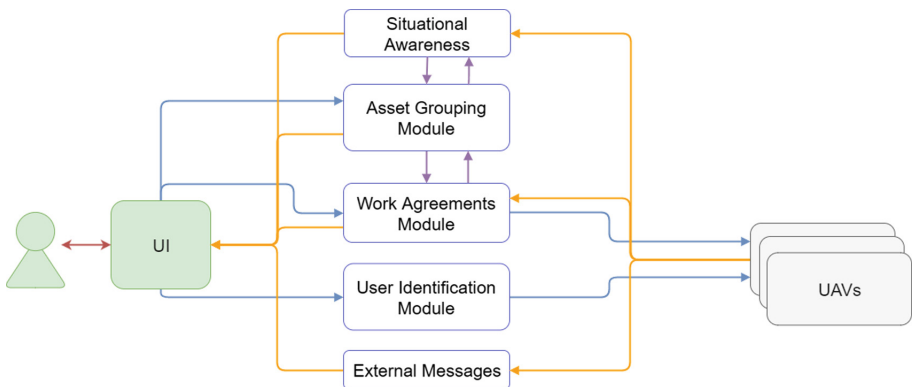 Situational
Awareness
Asset Grouping
Module
Work Agreements
Module
UI
User Identification
Module
UAVs
External Messages